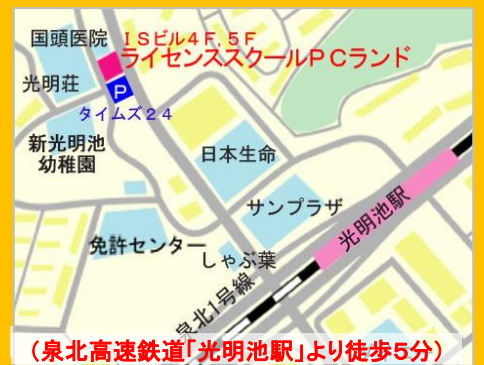 国頭医院
ISビル4F,5F
ライセンススクールPCランド
光明荘
P
タイムズ24
新光明池
幼稚園
日本生命
サンプラザ
光明池駅
免許センター
しゃぶ葉
泉北1号線
(泉北高速鉄道「光明池駅」より徒歩5分)